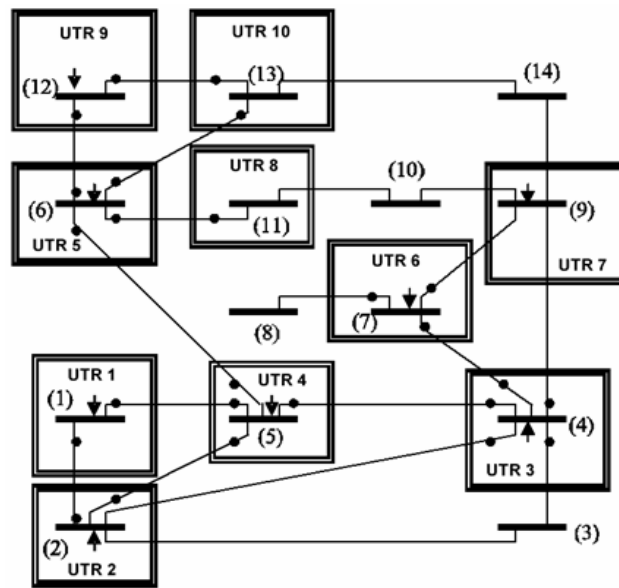 UTR 9
UTR 10
(12)
(13)
(14)
UTR 8
(10)
(6)
(11)
(9)
UTR 5
UTR 6
UTR 7
(8)
(7)
UTR 1
UTR 4
(1)
(5)
(4)
UTR 3
(2)
(3)
UTR 2